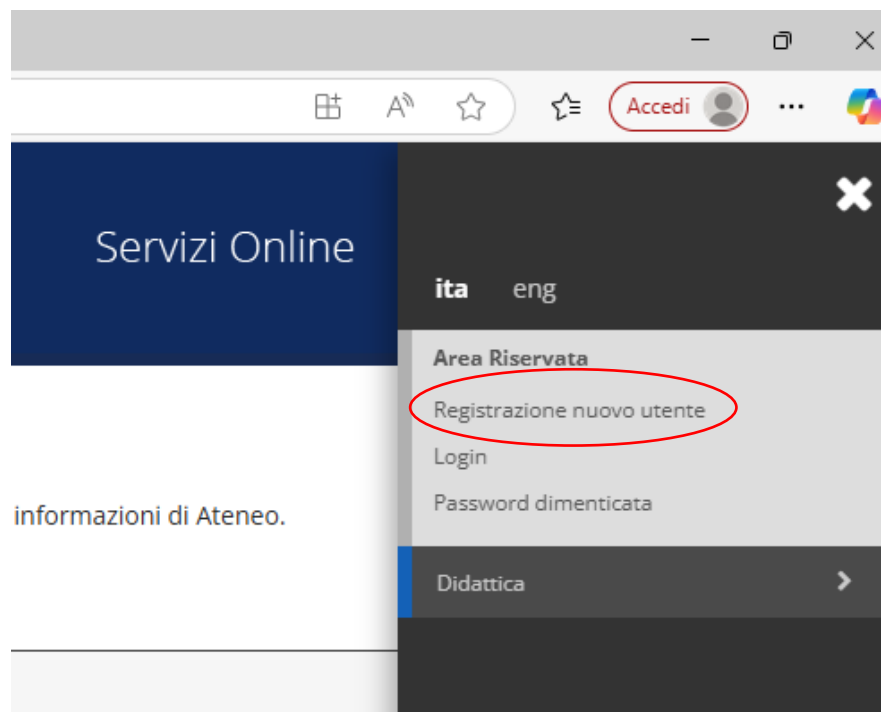 Accedi
Servizi Online
ita eng
Area Riservata
Registrazione nuovo utente
Login
Password dimenticata
informazioni di Ateneo.
Didattica